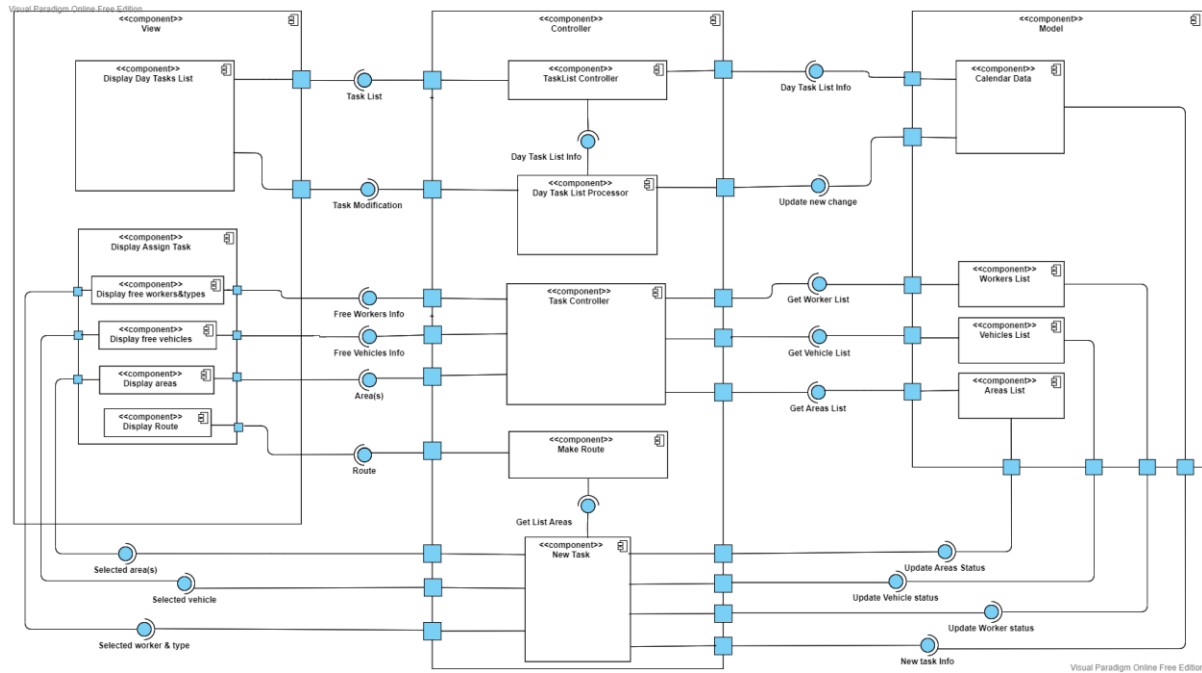 Visual Paradigm Online Free Edition
<<component>>
View
<<component>>
Controller
<<component>>
Model
<<component>>
Display Day Tasks List
Task List
<<component>>
TaskList Controller
Day Task List Info
<<component>>
Calendar Data
Day Task List Info
Task Modification
<<component>>
Day Task List Processor
Update new change
<<component>>
Display Assign Task
<<component>>
Display free workers&types
Free Workers Info
<<component>>
Task Controller
Get Worker List
<<component>>
Workers List
<<component>>
Display free vehicles
Free Vehicles Info
Get Vehicle List
<<component>>
Vehicles List
<<component>>
Display areas
Area(s)
Get Areas List
<<component>>
Areas List
<<component>>
Display Route
Route
<<component>>
Make Route
Get List Areas
<<component>>
New Task
Selected area(s)
Update Areas Status
Selected vehicle
Update Vehicle status
Selected worker & type
Update Worker status
New task Info
Visual Paradigm Online Free Edition